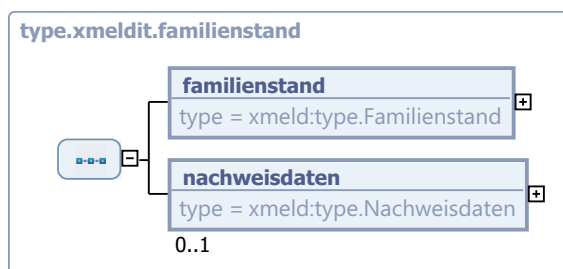 type.xmeldit.familienstand
familienstand
type = xmeld:type.Familienstand
nachweisdaten
type = xmeld:type.Nachweisdaten
0..1